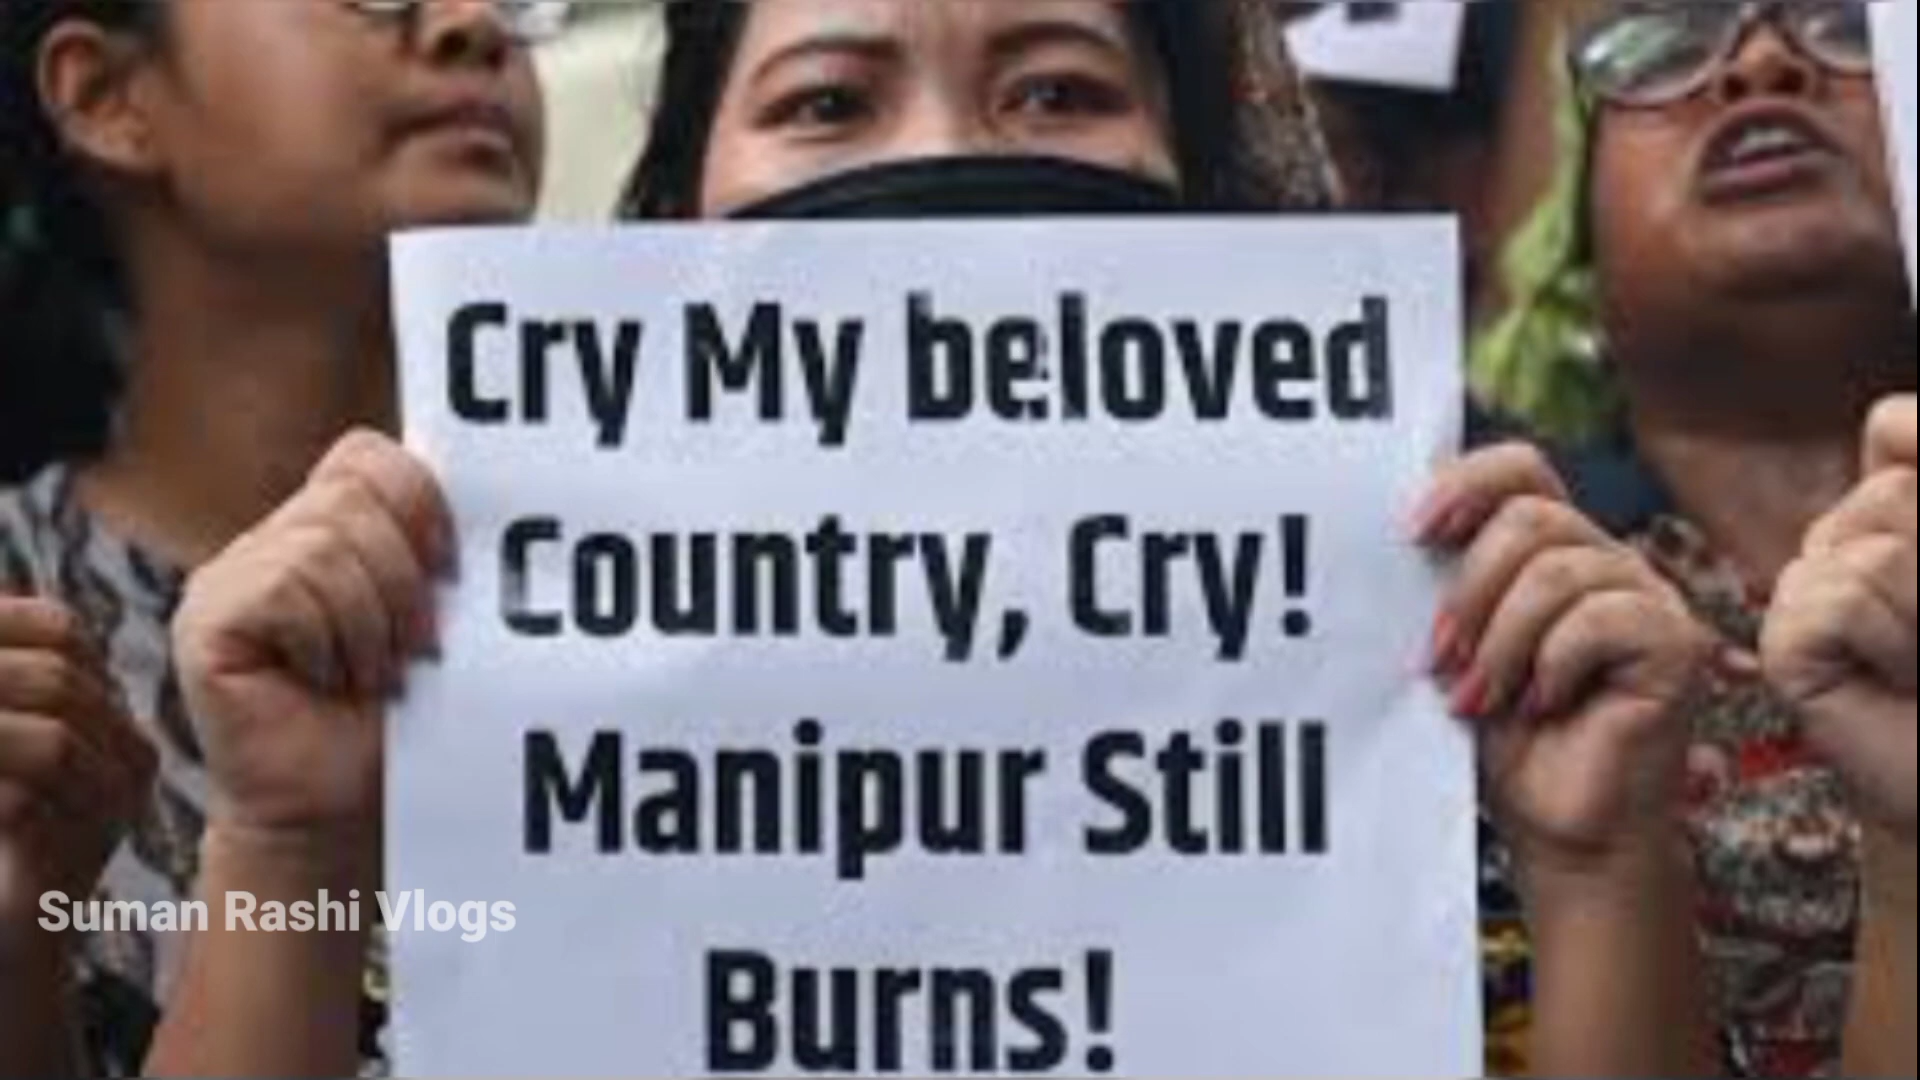 Cry My beloved
Country, Cry!
Manipur Still
Burns!
Suman Rashi Vlogs